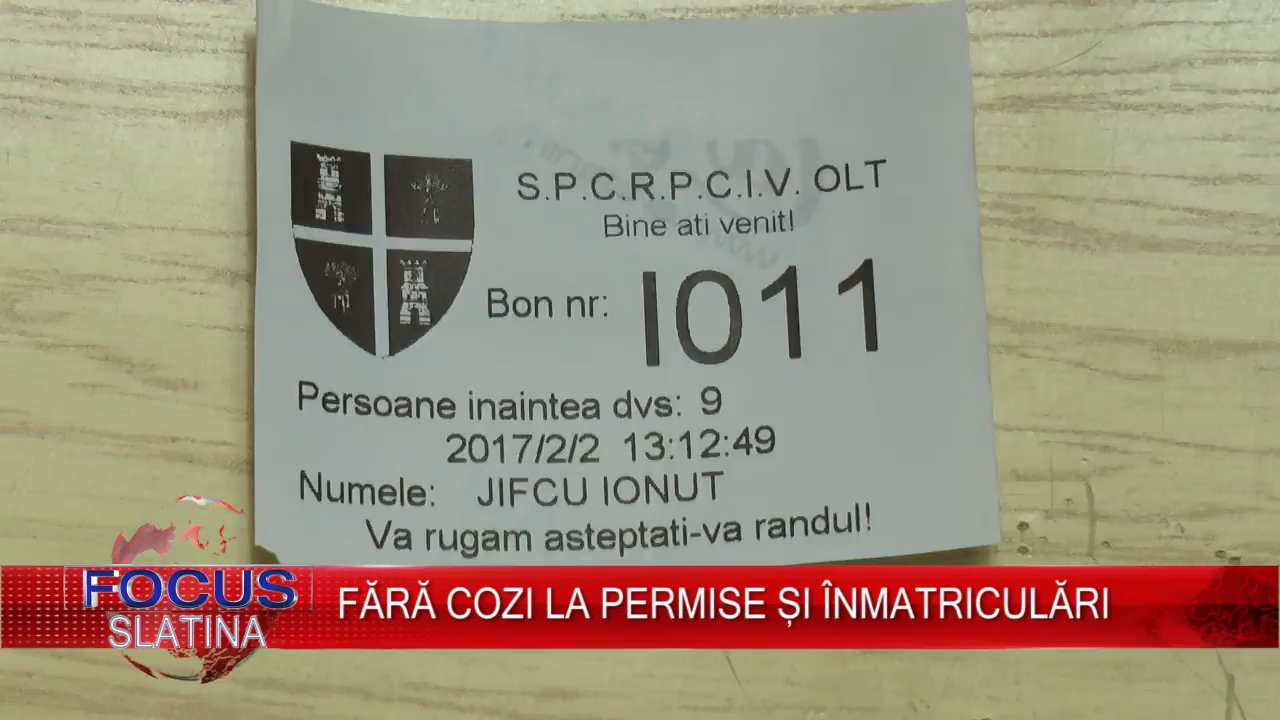 S.P.C.R.P.C.I.V. OLT
Bine ati venit!
Bon nr: I011
Persoane inaintea dvs: 9
2017/2/2 13:12:49
Numele: JIFCU IONUT
Va rugam asteptati-va randul!
FOCUS
SLATINA
FĂRĂ COZI LA PERMISE ȘI ÎNMATRICULĂRI